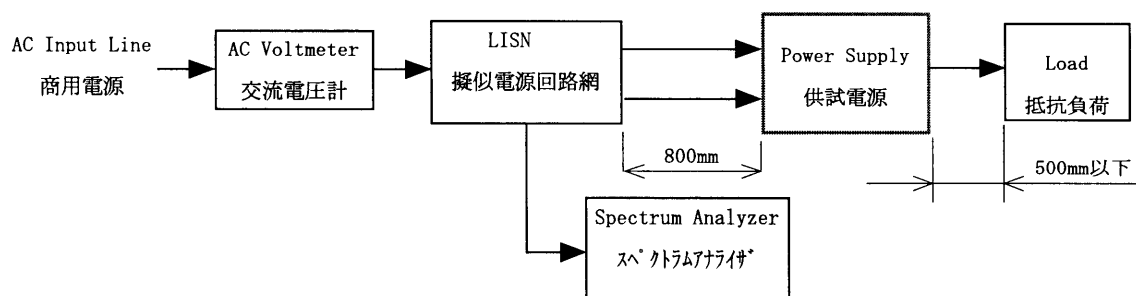 AC Input Line
商用電源
AC Voltmeter
交流電圧計
LISN
擬似電源回路網
Power Supply
供試電源
Load
抵抗負荷
800mm
500mm以下
Spectrum Analyzer
スペクトラムアナライザ